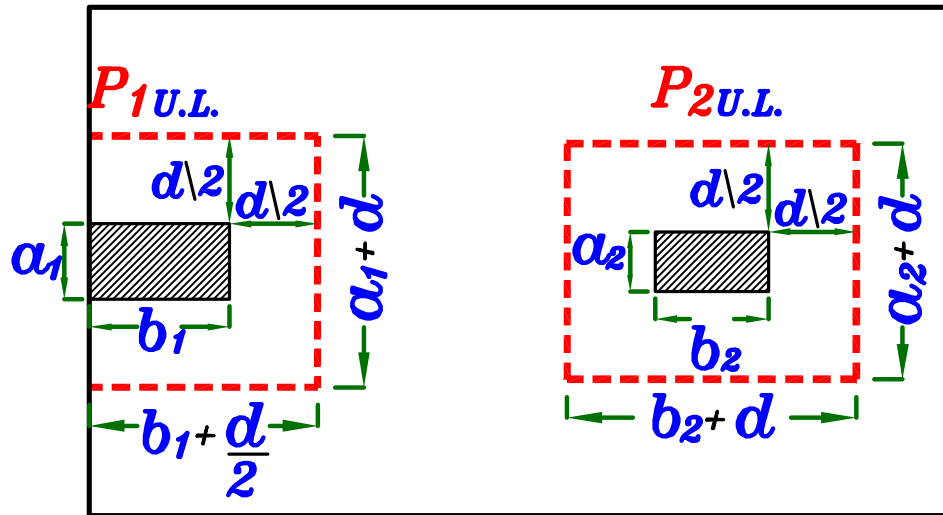 P1U.L.
P2U.L.
d\2
d\2
a1
b1
a1+d
b1+d/2
d\2
d\2
a2
b2
a2+d
b2+d